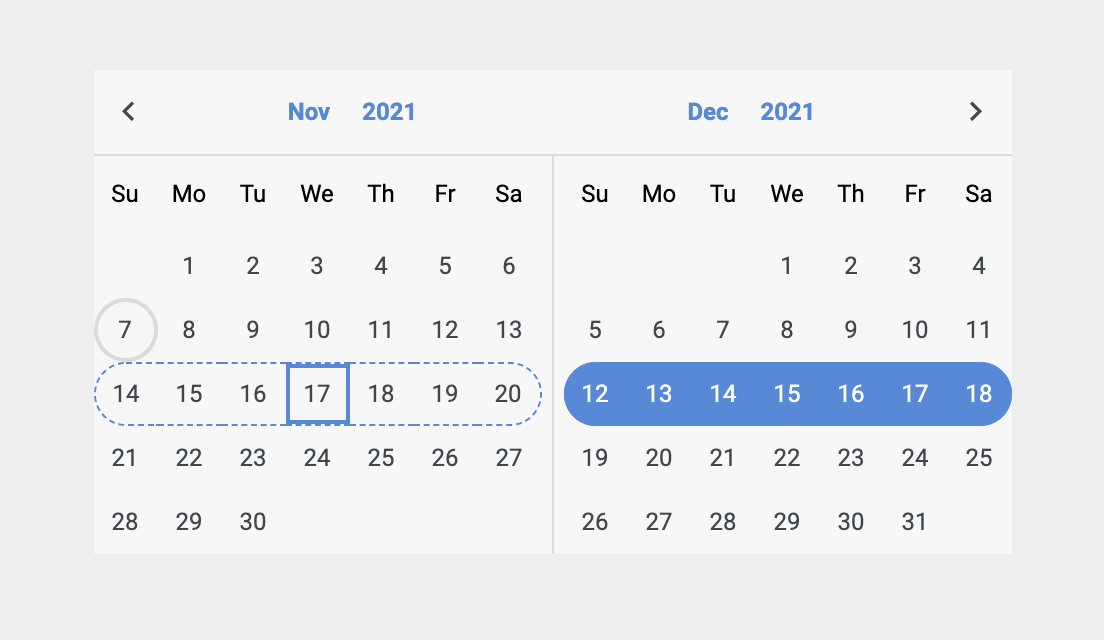 Nov 2021 Dec 2021
Su Mo Tu We Th Fr Sa
1 2 3 4 5 6
7 8 9 10 11 12 13
14 15 16 17 18 19 20
21 22 23 24 25 26 27
28 29 30
Su Mo Tu We Th Fr Sa
1 2 3 4
5 6 7 8 9 10 11
12 13 14 15 16 17 18
19 20 21 22 23 24 25
26 27 28 29 30 31